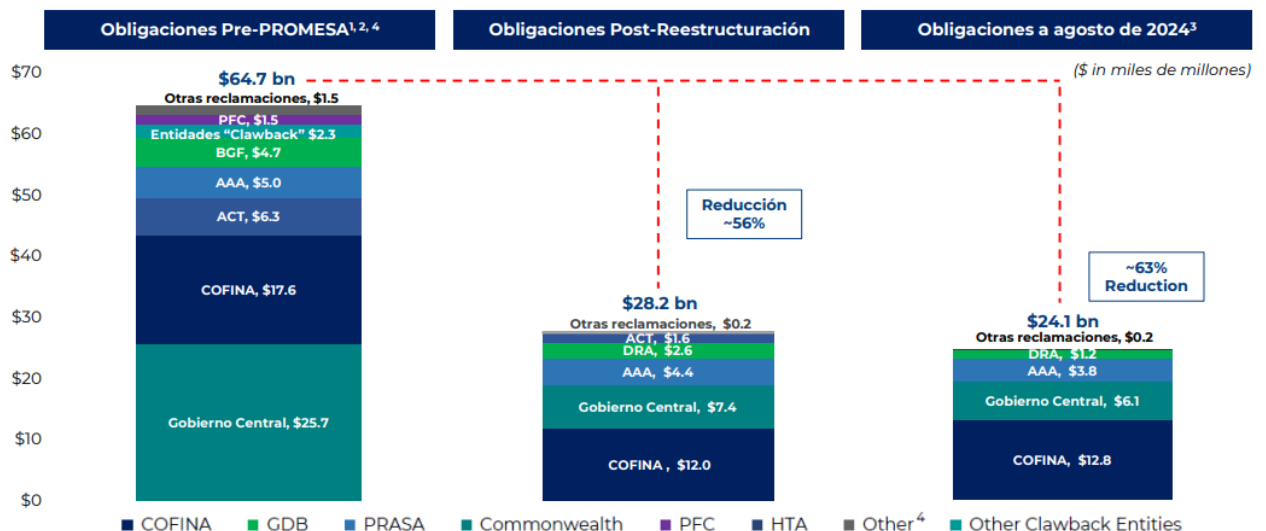 Obligaciones Pre-PROMESA¹, ², ⁴
Obligaciones Post-Reestructuración
Obligaciones a agosto de 2024³
($ in miles de millones)
$70
$60
$50
$40
$30
$20
$10
$0
$64.7 bn
Otras reclamaciones, $1.5
PFC, $1.5
Entidades “Clawback” $2.3
BGF, $4.7
AAA, $5.0
ACT, $6.3
COFINA, $17.6
Gobierno Central, $25.7
Reducción
~56%
$28.2 bn
Otras reclamaciones, $0.2
ACT, $1.6
DRA, $2.6
AAA, $4.4
Gobierno Central, $7.4
COFINA , $12.0
~63%
Reduction
$24.1 bn
Otras reclamaciones, $0.2
DRA, $1.2
AAA, $3.8
Gobierno Central, $6.1
COFINA, $12.8
COFINA GDB PRASA Commonwealth PFC HTA Other⁴ Other Clawback Entities